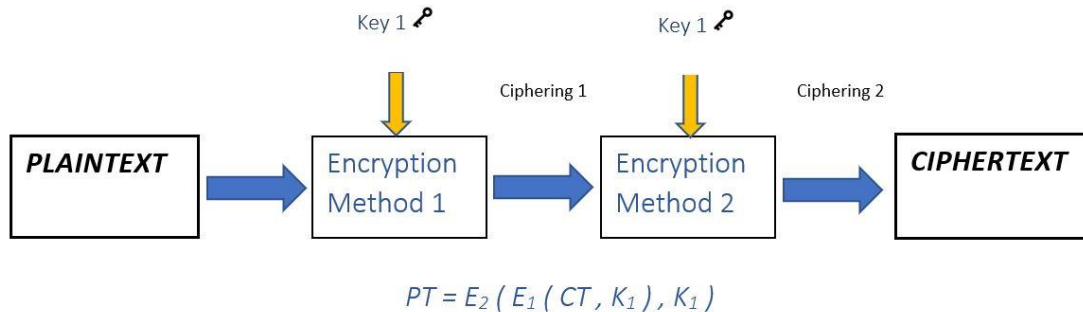 Key 1
Key 1
Ciphering 1
Ciphering 2
PLAINTEXT
Encryption
Method 1
Encryption
Method 2
CIPHERTEXT
PT = E₂ ( E₁ ( CT , K₁ ) , K₁ )